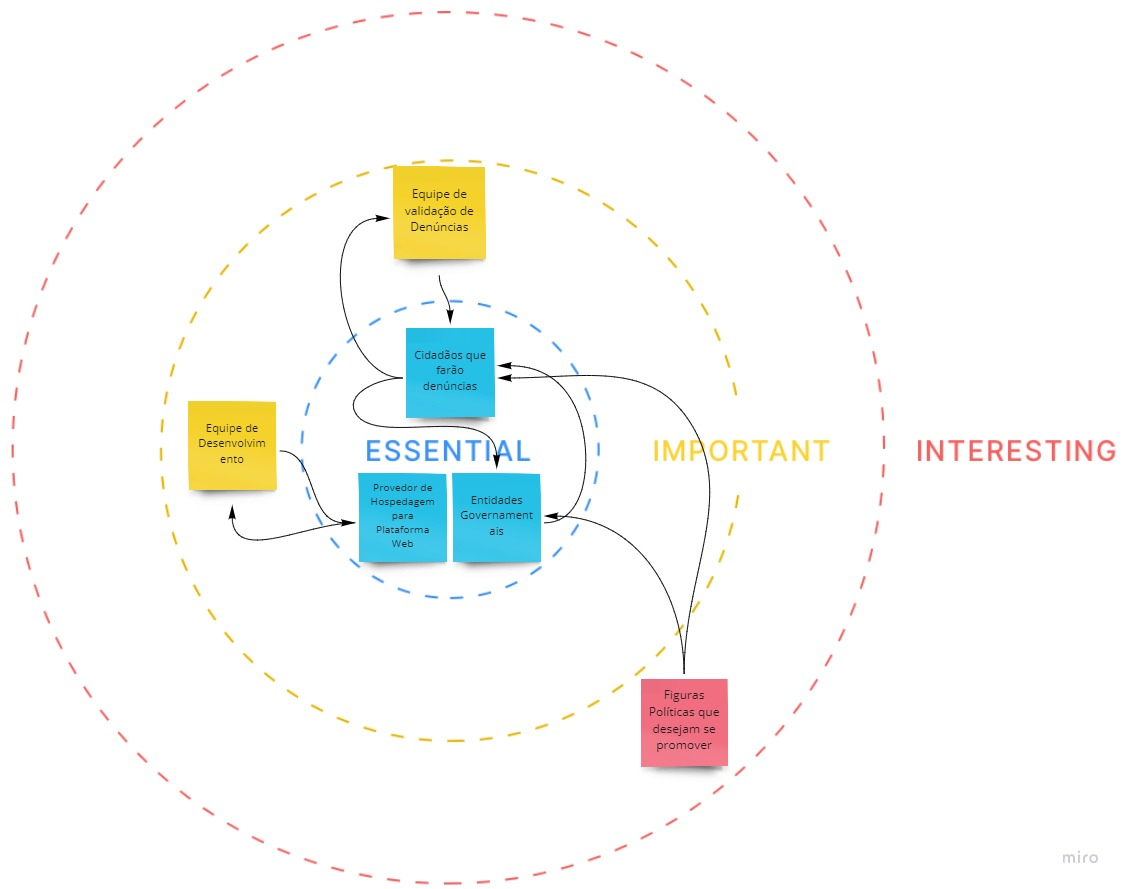 Equipe de
validação de
Denúncias
Cidadãos que
farão
denúncias
Equipe de
Desenvolvim
ento
ESSENTIAL
IMPORTANT
INTERESTING
Provedor de
Hospedagem
para
Plataforma
Web
Entidades
Governament
ais
Figuras
Políticas que
desejam se
promover
miro